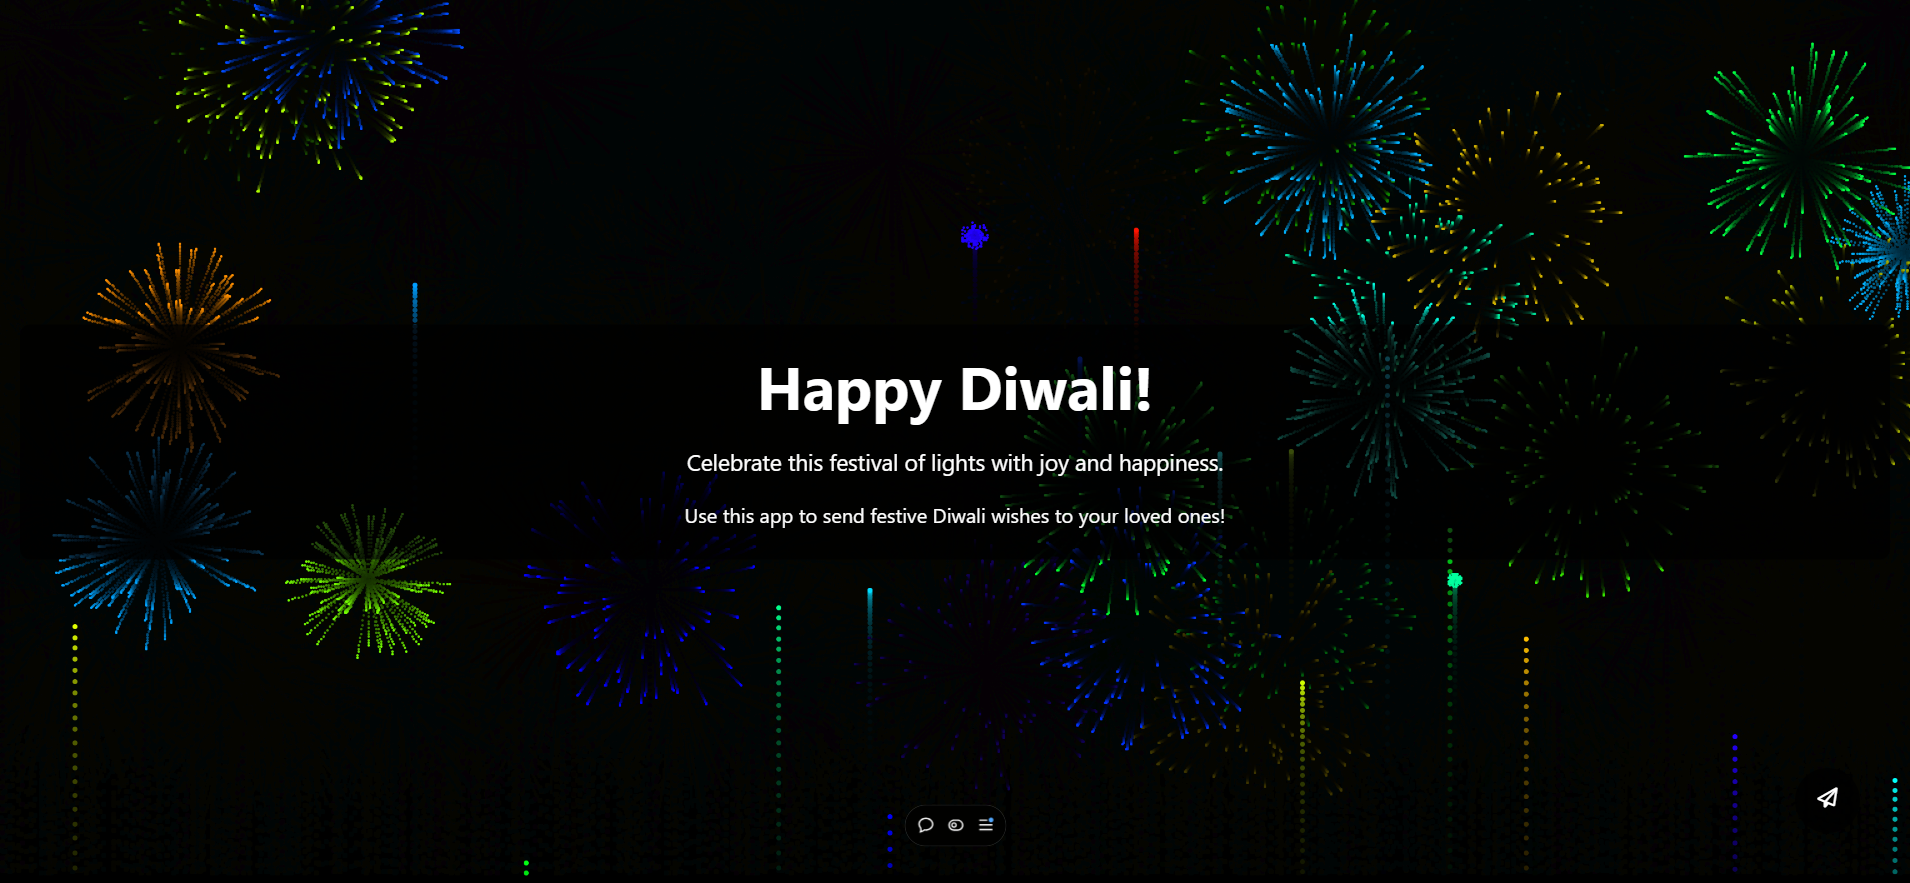 Happy Diwali!
Celebrate this festival of lights with joy and happiness.
Use this app to send festive Diwali wishes to your loved ones!